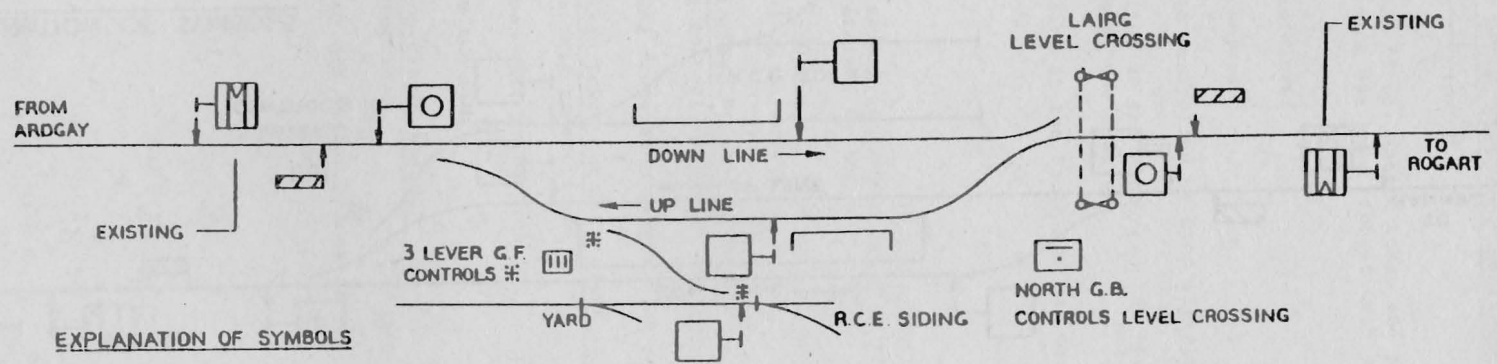 LAIRG
LEVEL CROSSING
EXISTING
FROM
ARDGAY
DOWN LINE
TO
ROGART
UP LINE
EXISTING
3 LEVER G.F.
CONTROLS
NORTH G.B.
CONTROLS LEVEL CROSSING
YARD
R.C.E. SIDING
EXPLANATION OF SYMBOLS